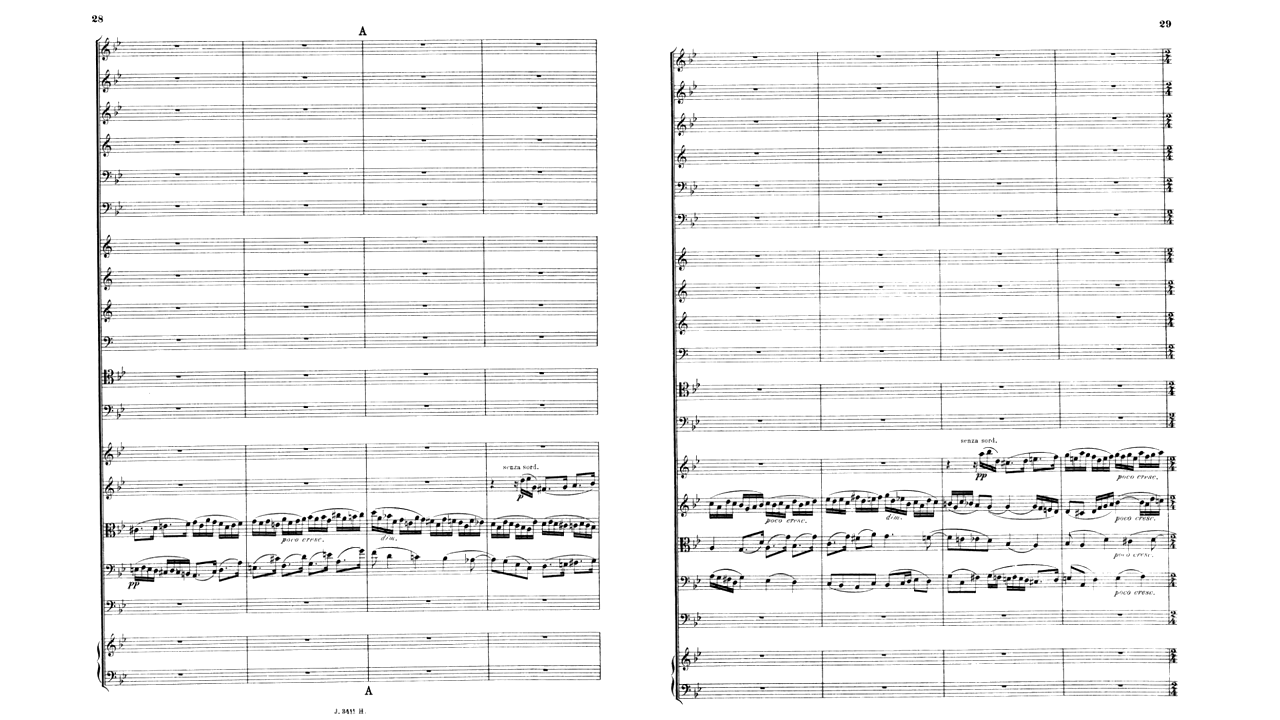 28
A
senza sord.
p
poco cresc.
dim.
pp
A
J. 3411 H.
29
senza sord.
pp
poco cresc.
poco cresc.
dim.
poco cresc.
poco cresc.
poco cresc.